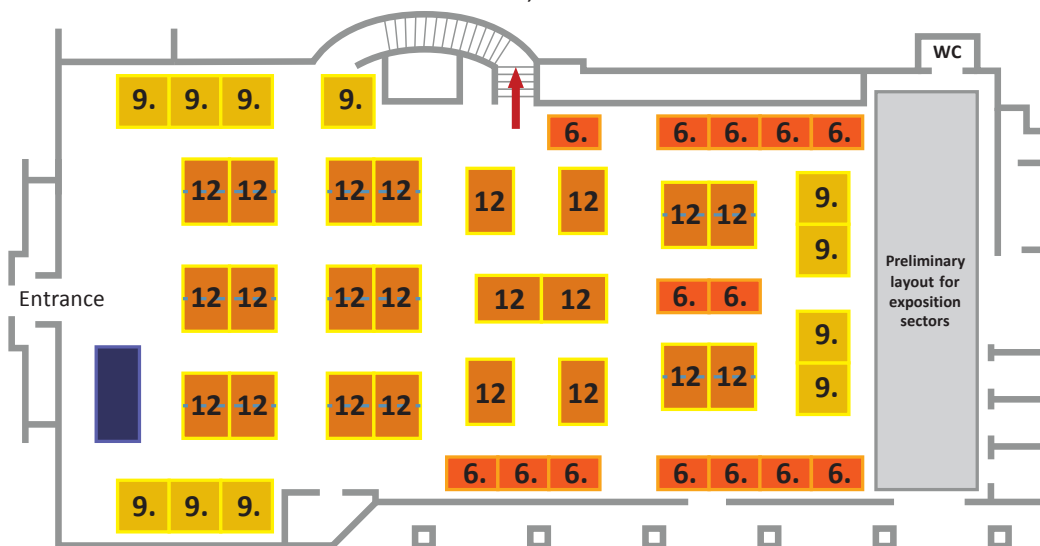 WC
9. 9. 9. 9.
6. 6. 6. 6. 6.
12 12 12 12 12 12
9.
12 12
9.
Preliminary
layout for
exposition
sectors
Entrance
12 12 12 12 12 12
6. 6.
9.
12 12
9.
12 12 12 12 12 12
6. 6. 6. 6. 6. 6. 6.
9. 9. 9.